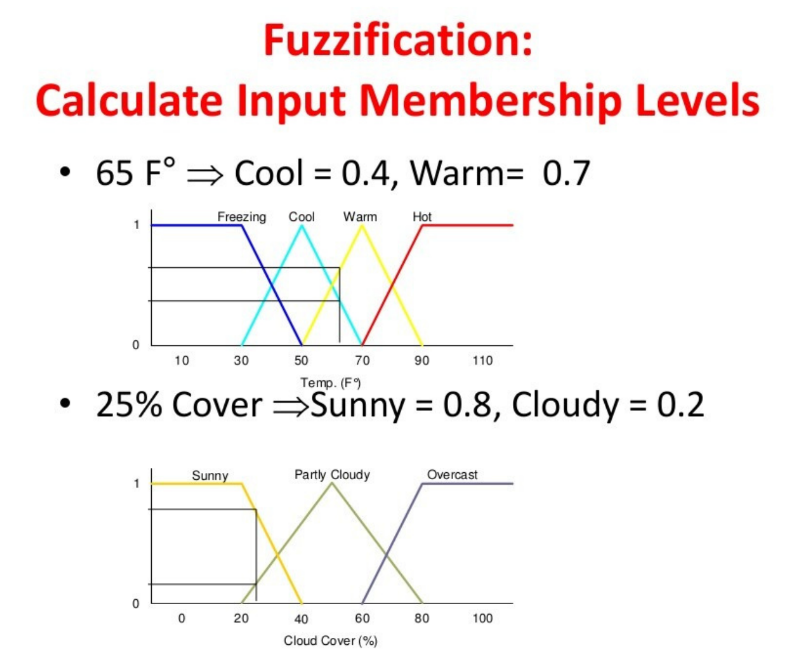 Fuzzification:
Calculate Input Membership Levels
• 65 F° ⇒ Cool = 0.4, Warm= 0.7
Freezing Cool Warm Hot
1
0
10 30 50 70 90 110
Temp. (F°)
• 25% Cover ⇒Sunny = 0.8, Cloudy = 0.2
Sunny Partly Cloudy Overcast
1
0
0 20 40 60 80 100
Cloud Cover (%)